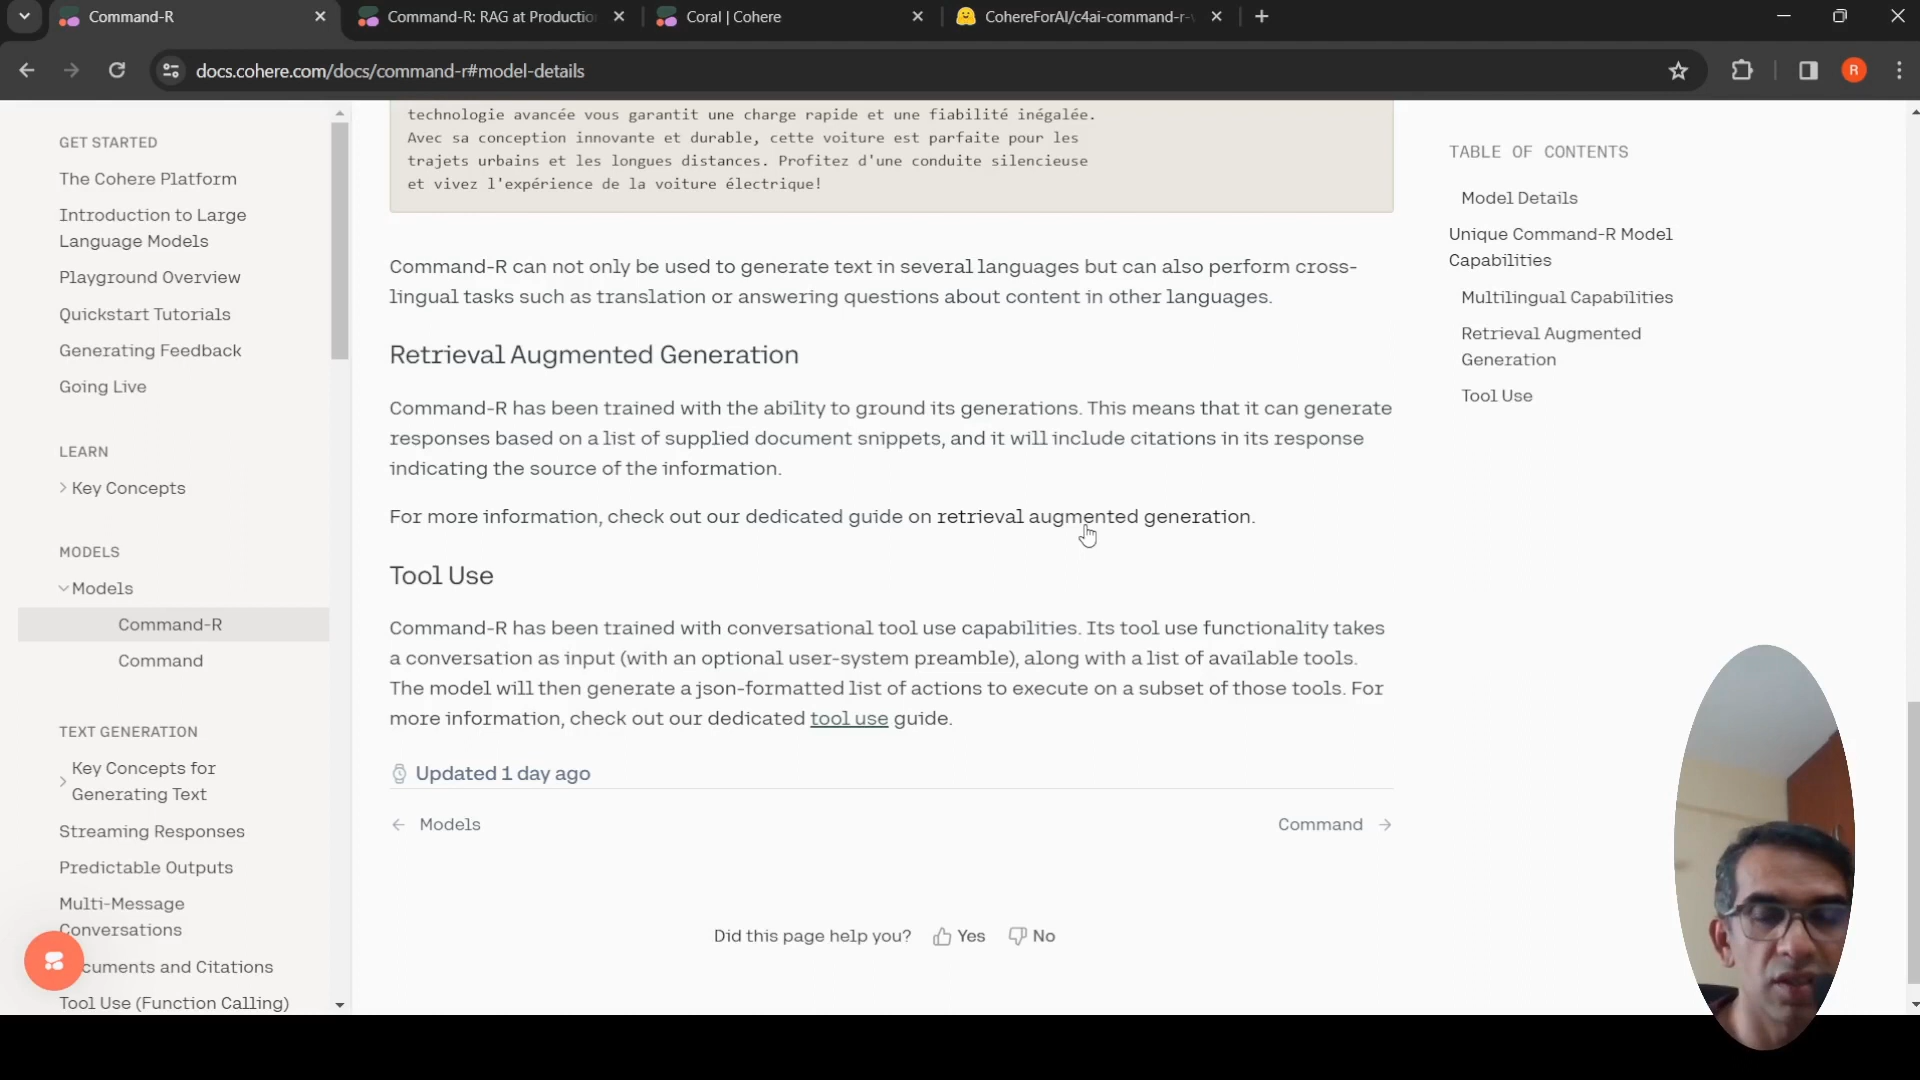 Command-R
Command-R: RAG at Productio
Coral | Cohere
CohereForAI/c4ai-command-r-
docs.cohere.com/docs/command-r#model-details
R
GET STARTED
The Cohere Platform
Introduction to Large
Language Models
Playground Overview
Quickstart Tutorials
Generating Feedback
Going Live
LEARN
Key Concepts
MODELS
Models
Command-R
Command
TEXT GENERATION
Key Concepts for
Generating Text
Streaming Responses
Predictable Outputs
Multi-Message
Conversations
cuments and Citations
Tool Use (Function Calling)
technologie avancée vous garantit une charge rapide et une fiabilité inégalée.
Avec sa conception innovante et durable, cette voiture est parfaite pour les
trajets urbains et les longues distances. Profitez d'une conduite silencieuse
et vivez l'expérience de la voiture électrique!
Command-R can not only be used to generate text in several languages but can also perform cross-
lingual tasks such as translation or answering questions about content in other languages.
Retrieval Augmented Generation
Command-R has been trained with the ability to ground its generations. This means that it can generate
responses based on a list of supplied document snippets, and it will include citations in its response
indicating the source of the information.
For more information, check out our dedicated guide on retrieval augmented generation.
Tool Use
Command-R has been trained with conversational tool use capabilities. Its tool use functionality takes
a conversation as input (with an optional user-system preamble), along with a list of available tools.
The model will then generate a json-formatted list of actions to execute on a subset of those tools. For
more information, check out our dedicated tool use guide.
Updated 1 day ago
← Models
Command →
Did this page help you? Yes No
TABLE OF CONTENTS
Model Details
Unique Command-R Model
Capabilities
Multilingual Capabilities
Retrieval Augmented
Generation
Tool Use